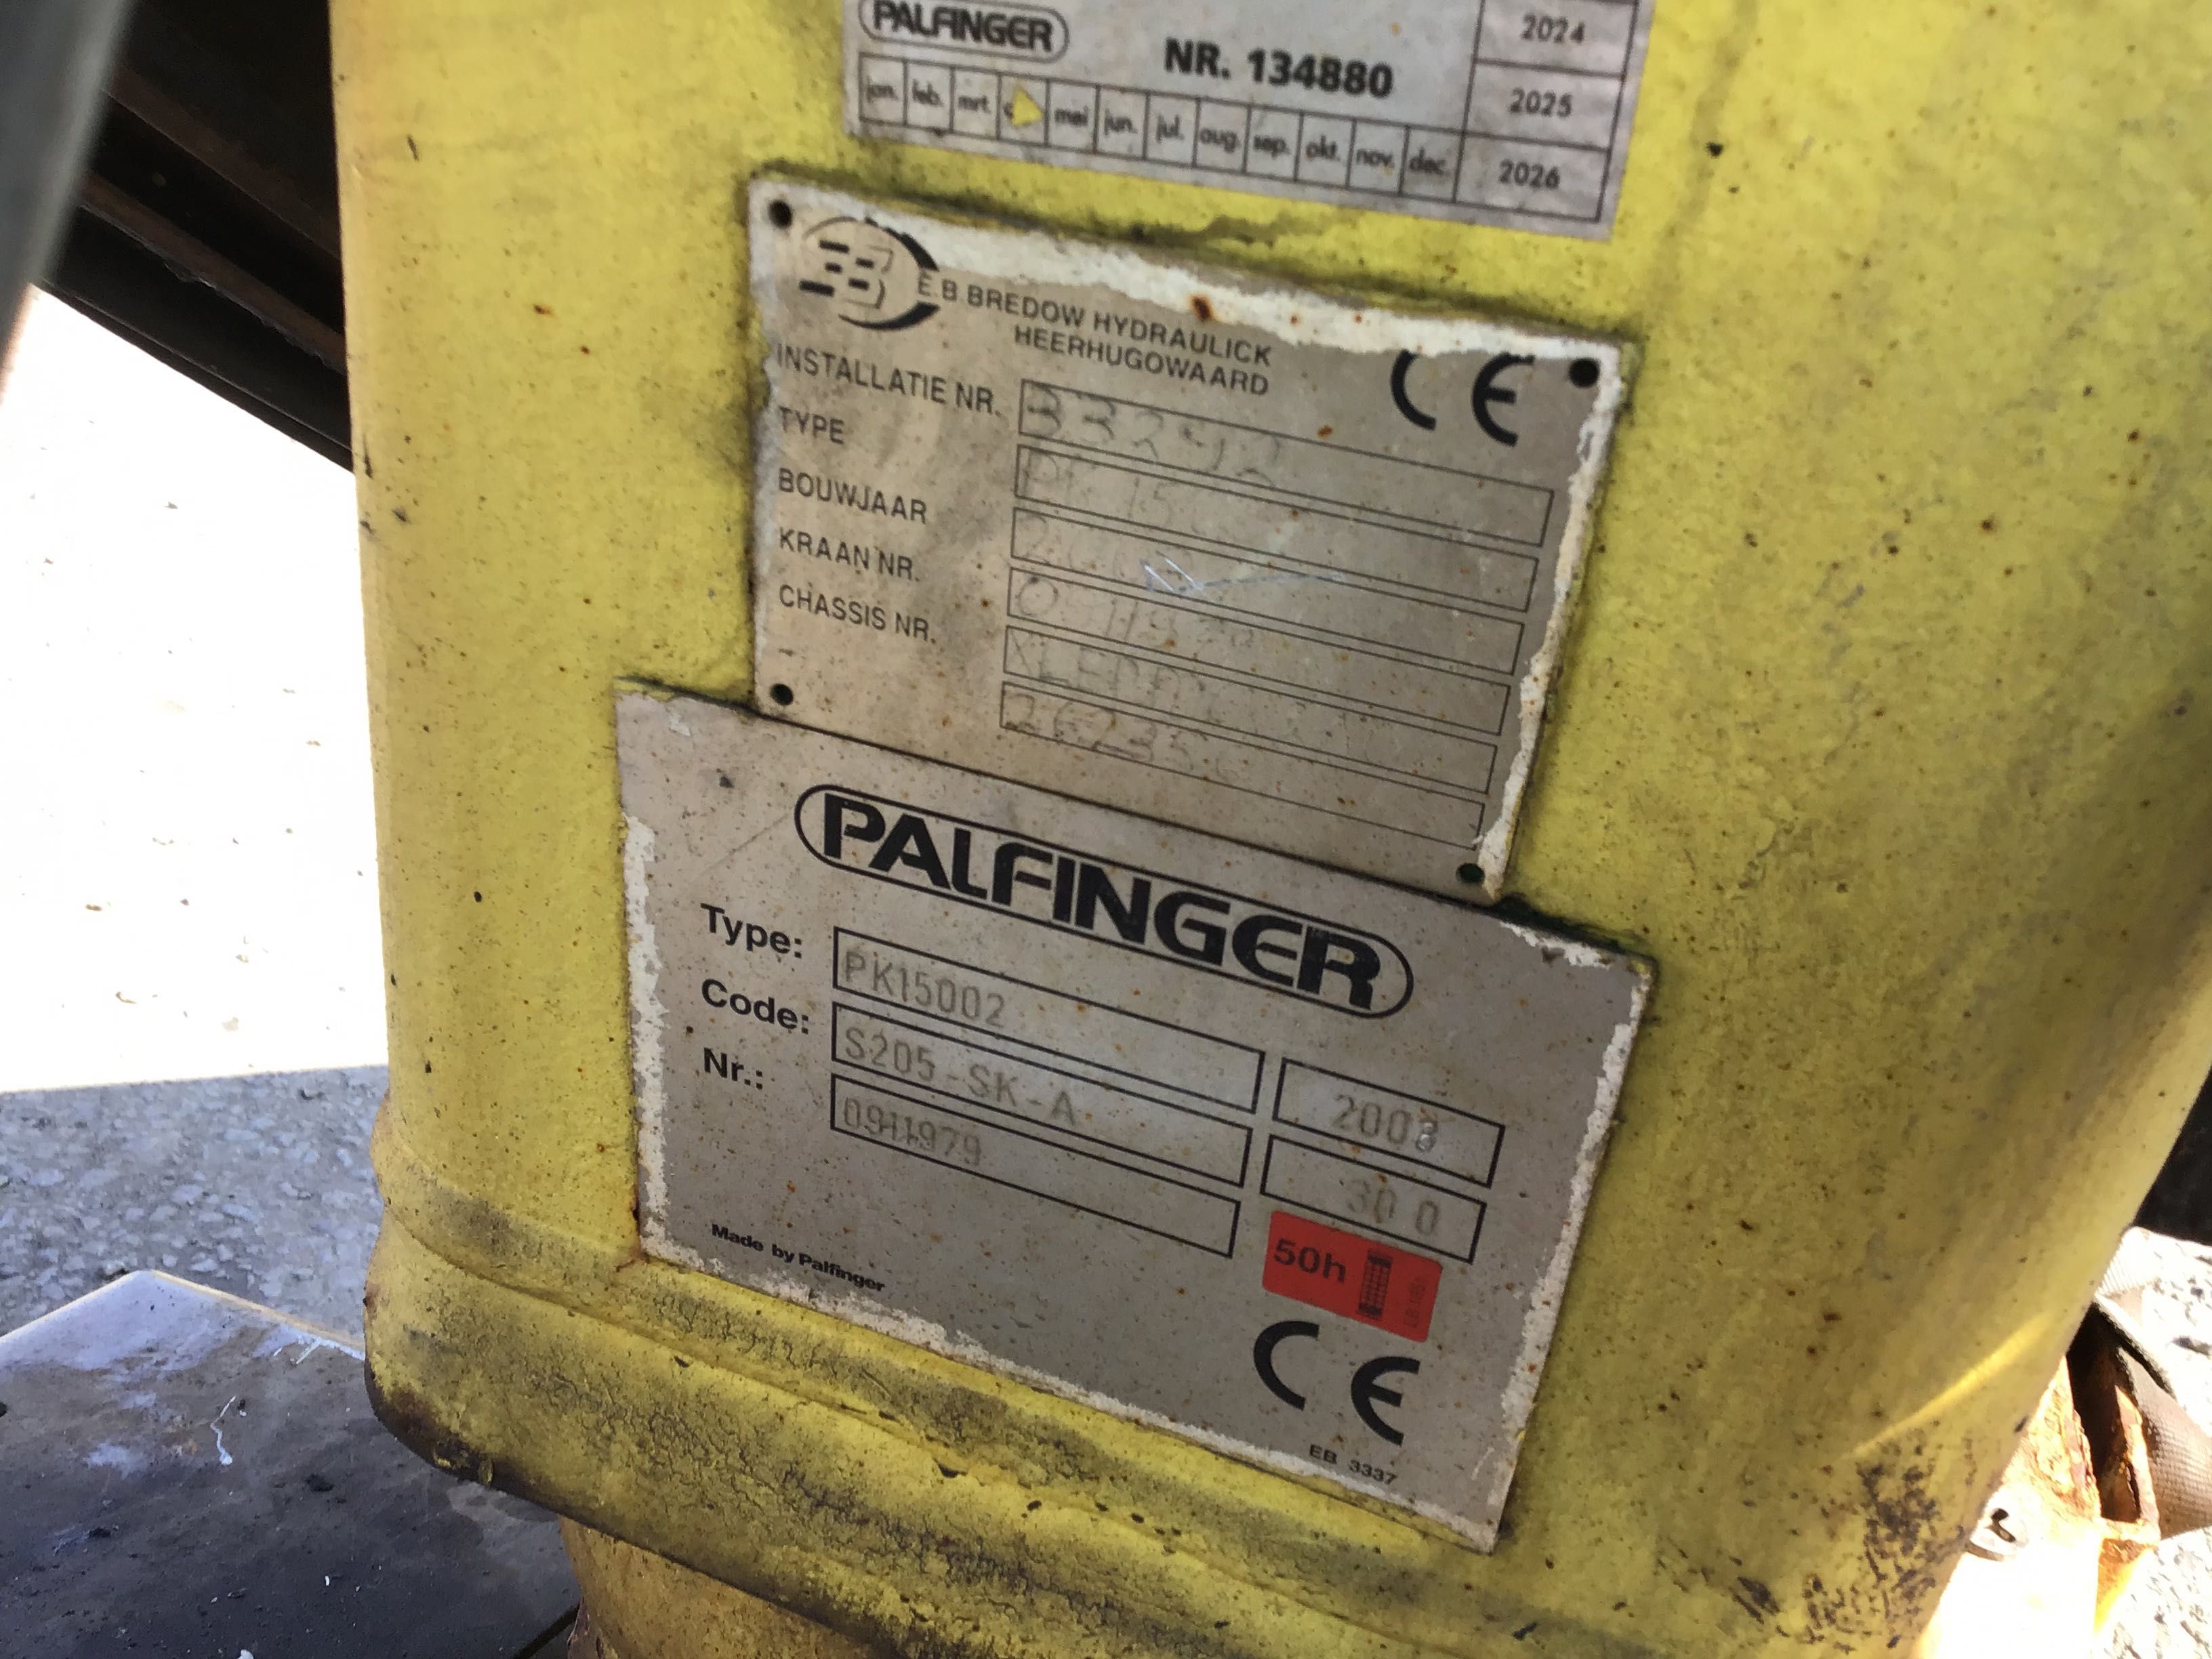 PALFINGER
NR. 134880
2024
2025
2026
jan. feb. mrt. mei jun. jul. aug. sep. okt. nov. dec.
E.B. BREDOW HYDRAULICK
HEERHUGOWAARD
CE
INSTALLATIE NR.
TYPE
BOUWJAAR
KRAAN NR.
CHASSIS NR.
PALFINGER
Type: PK15002 2003
Code: S205-SK-A 30 0
Nr.: 0911979
50h
Made by Palfinger
CE
EB 3337